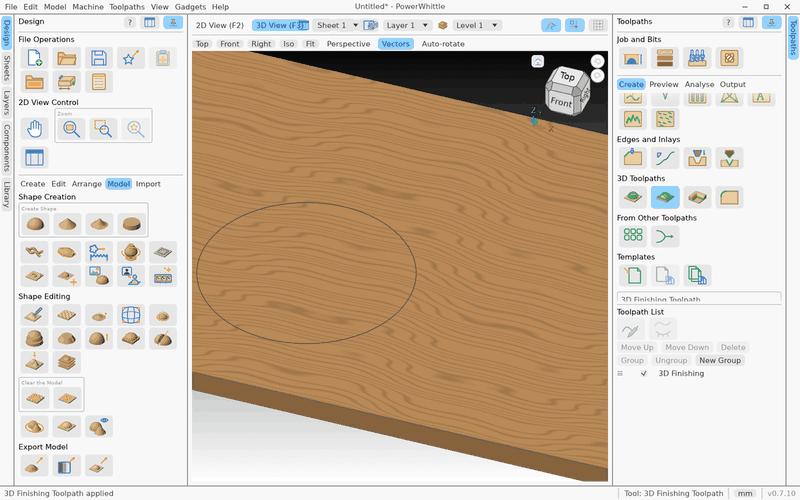 Untitled* - PowerWhittle
File Edit Model Machine Toolpaths View Gadgets Help
Design
Sheets
Layers
Components
Library
Design ?
File Operations
2D View Control
Zoom
Create Edit Arrange Model Import
Shape Creation
Create Shape
Shape Editing
Clear the Model
Export Model
2D View (F2) 3D View (F3) Sheet 1 Layer 1 Level 1
Top Front Right Iso Fit Perspective Vectors Auto-rotate
Top
Front
Right
Z
X
Toolpaths ?
Job and Bits
Create Preview Analyse Output
Edges and Inlays
3D Toolpaths
From Other Toolpaths
Templates
3D Finishing Toolpath
Toolpath List
Move Up Move Down Delete
Group Ungroup New Group
3D Finishing
Toolpaths
3D Finishing Toolpath applied
Tool: 3D Finishing Toolpath mm v0.7.10